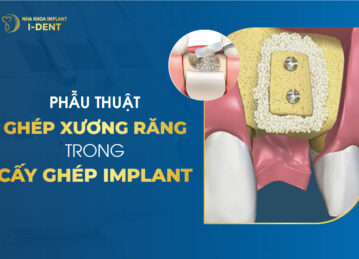 NHA KHOA IMPLANT
I-DENT
PHẪU THUẬT
GHÉP XƯƠNG RĂNG
TRONG
CẤY GHÉP IMPLANT